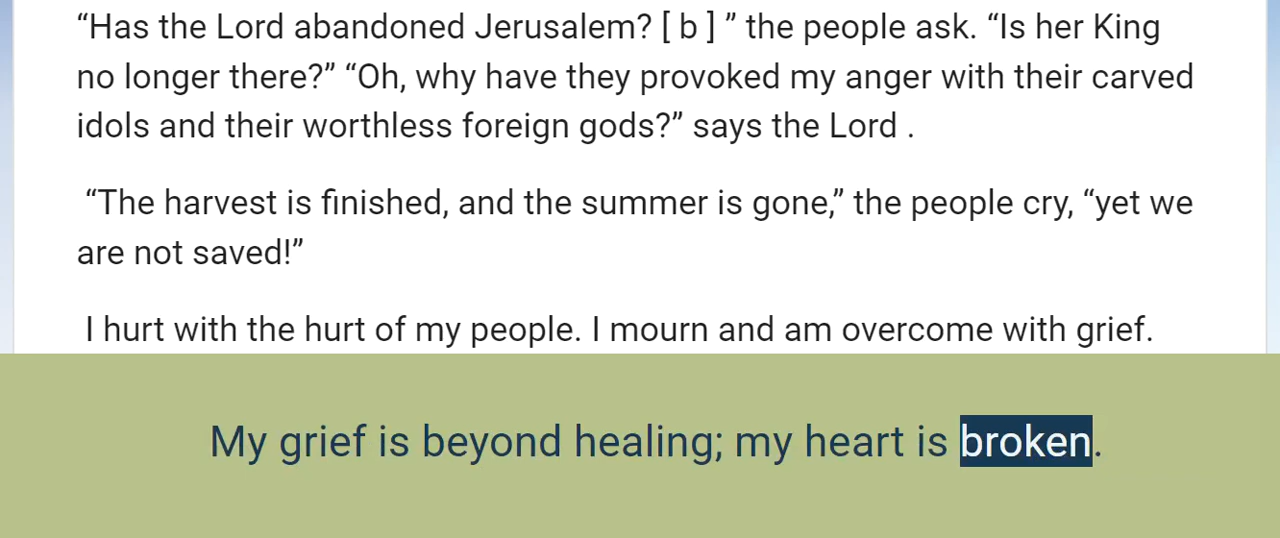 “Has the Lord abandoned Jerusalem? [ b ] ” the people ask. “Is her King
no longer there?” “Oh, why have they provoked my anger with their carved
idols and their worthless foreign gods?” says the Lord .
“The harvest is finished, and the summer is gone,” the people cry, “yet we
are not saved!”
I hurt with the hurt of my people. I mourn and am overcome with grief.
My grief is beyond healing; my heart is broken.